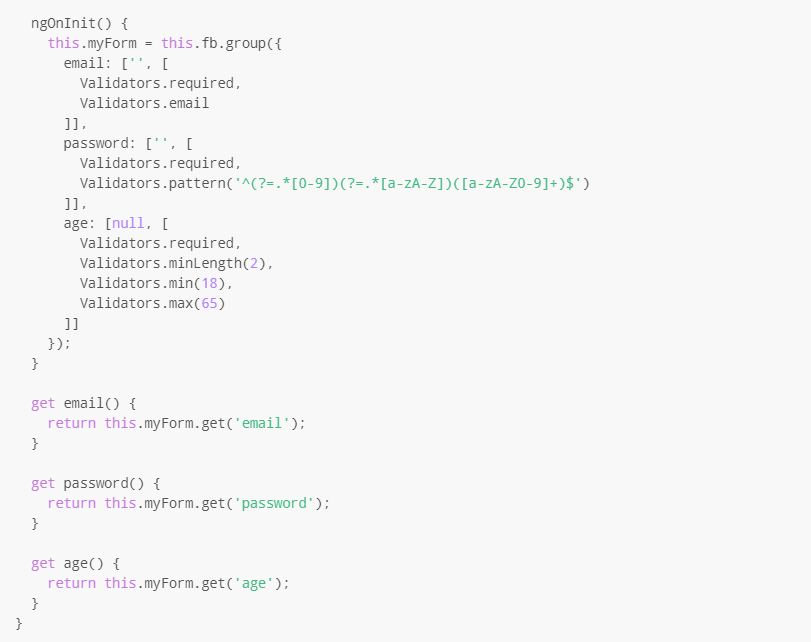 ngOnInit() {
this.myForm = this.fb.group({
email: ['', [
Validators.required,
Validators.email
]],
password: ['', [
Validators.required,
Validators.pattern('^(?=.*[0-9])(?=.*[a-zA-Z])([a-zA-Z0-9]+)$')
]],
age: [null, [
Validators.required,
Validators.minLength(2),
Validators.min(18),
Validators.max(65)
]]
});
}
get email() {
return this.myForm.get('email');
}
get password() {
return this.myForm.get('password');
}
get age() {
return this.myForm.get('age');
}
}